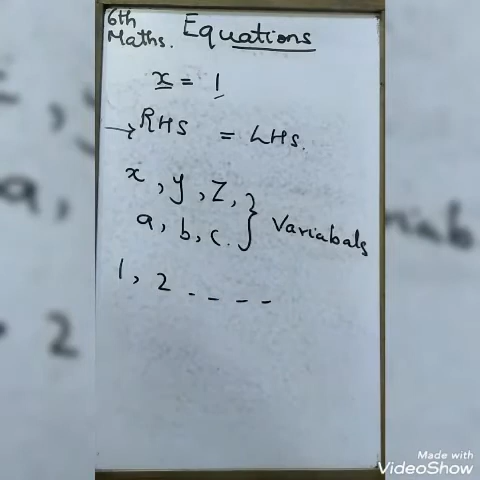 6th
Maths.
Equations
x = 1
→ RHS = LHS.
x, y, z,
a, b, c. } Variabals
1, 2 - - - -
Made with
VideoShow